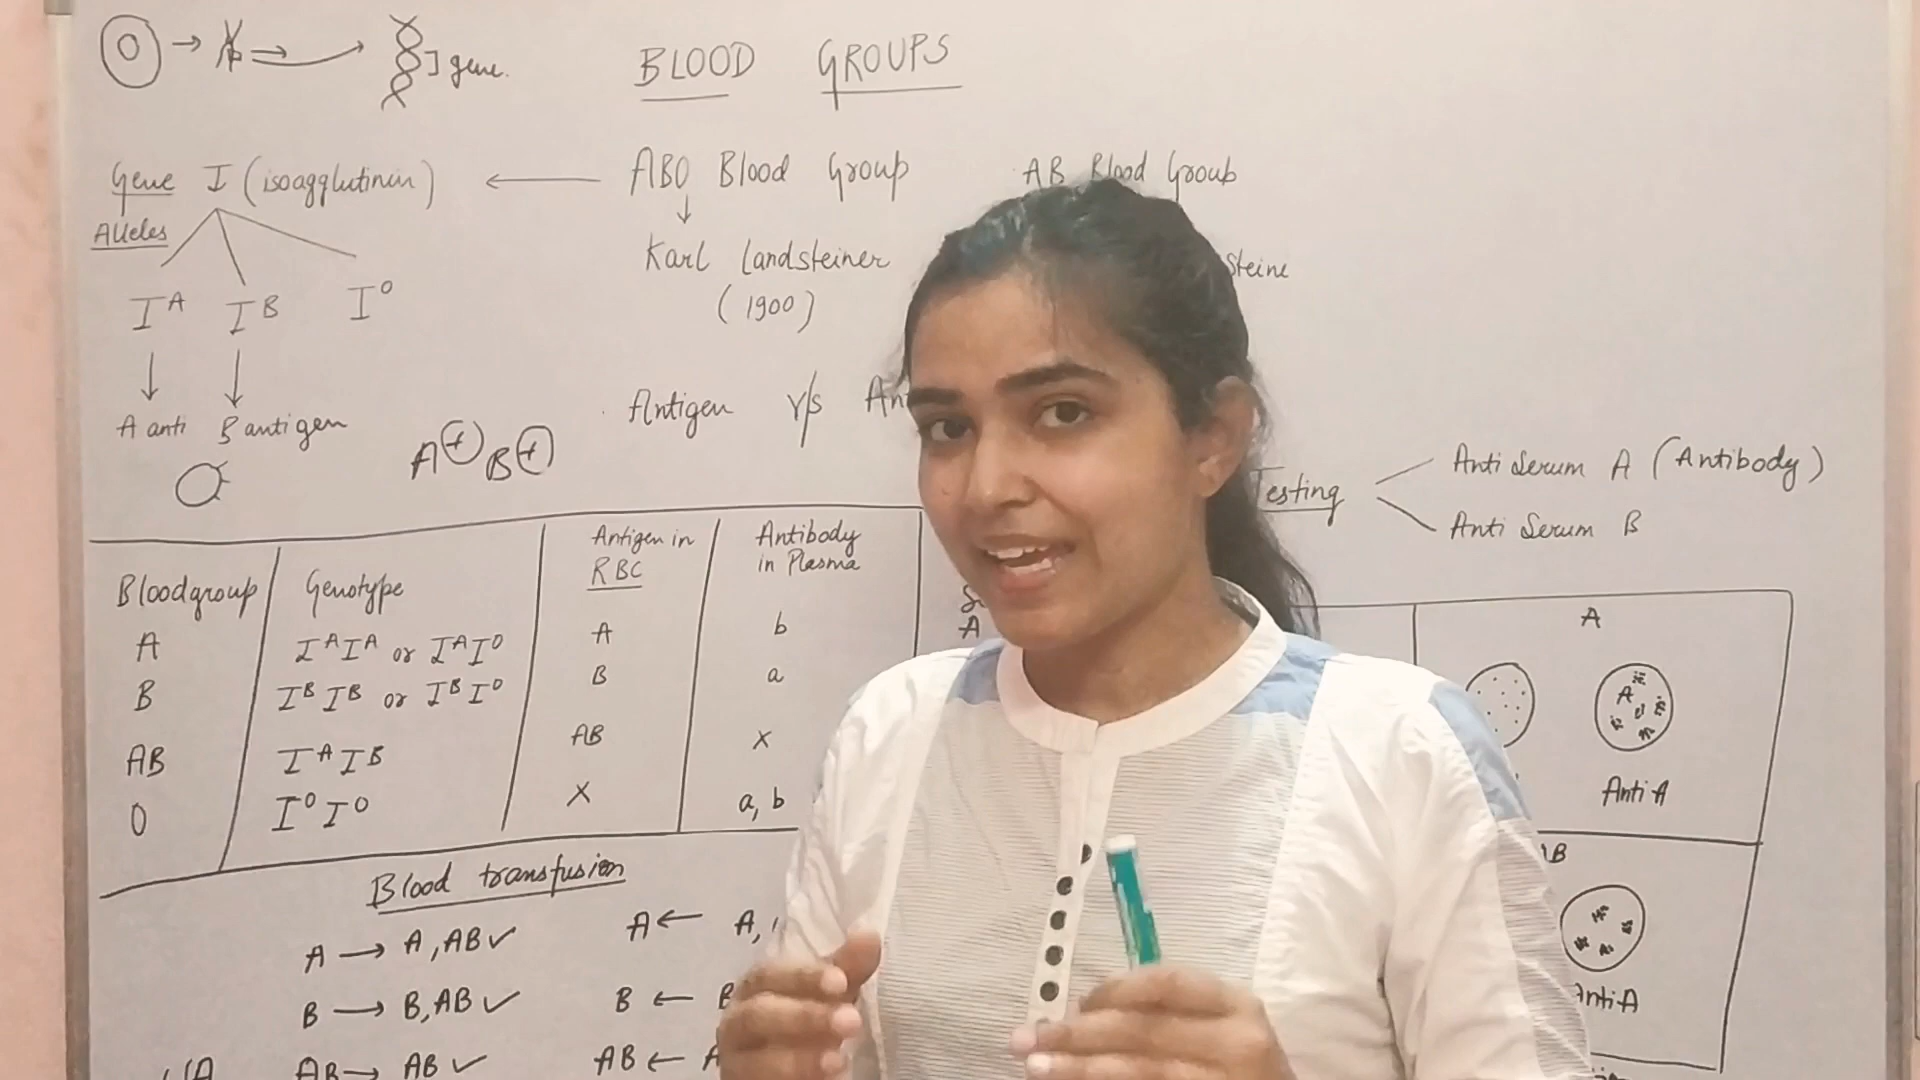 gene.
BLOOD GROUPS
Gene I (isoagglutinin)
ABO Blood Group
AB Blood Group
Alleles
Karl Landsteiner
(1900)
steine
I^A I^B I^O
A anti B antigen
A+ B+
Antigen v/s An
Testing
Anti Serum A (Antibody)
Anti Serum B
Bloodgroup Genotype Antigen in RBC Antibody in Plasma
A I^A I^A or I^A I^O A b
B I^B I^B or I^B I^O B a
AB I^A I^B AB x
O I^O I^O X a, b
A
A
A
Anti A
AB
Anti A
Blood transfusion
A → A, AB ✓ A ← A,
B → B, AB ✓ B ← B
AB → AB ✓ AB ← A